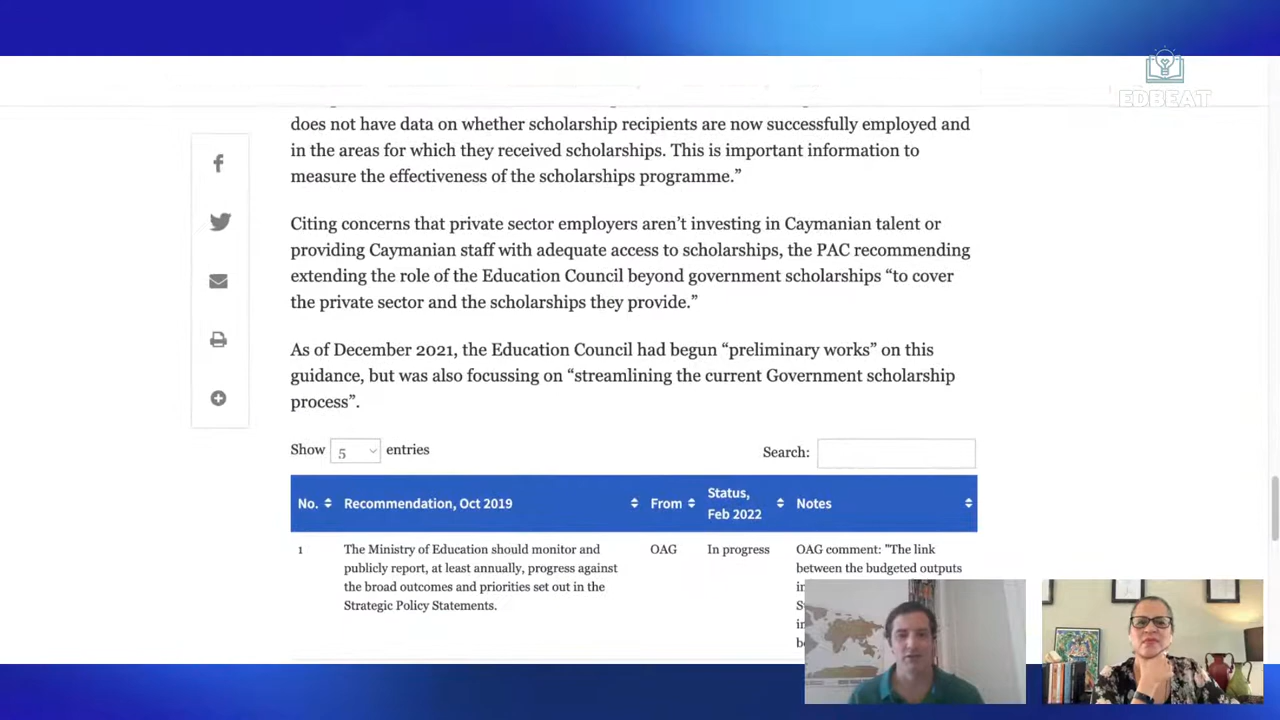 EDBEAT
does not have data on whether scholarship recipients are now successfully employed and
in the areas for which they received scholarships. This is important information to
measure the effectiveness of the scholarships programme.”
Citing concerns that private sector employers aren’t investing in Caymanian talent or
providing Caymanian staff with adequate access to scholarships, the PAC recommending
extending the role of the Education Council beyond government scholarships “to cover
the private sector and the scholarships they provide.”
As of December 2021, the Education Council had begun “preliminary works” on this
guidance, but was also focussing on “streamlining the current Government scholarship
process”.
Show 5 entries Search:
No. Recommendation, Oct 2019 From Status, Feb 2022 Notes
1 The Ministry of Education should monitor and OAG In progress OAG comment: "The link
publicly report, at least annually, progress against between the budgeted outputs
the broad outcomes and priorities set out in the
Strategic Policy Statements.